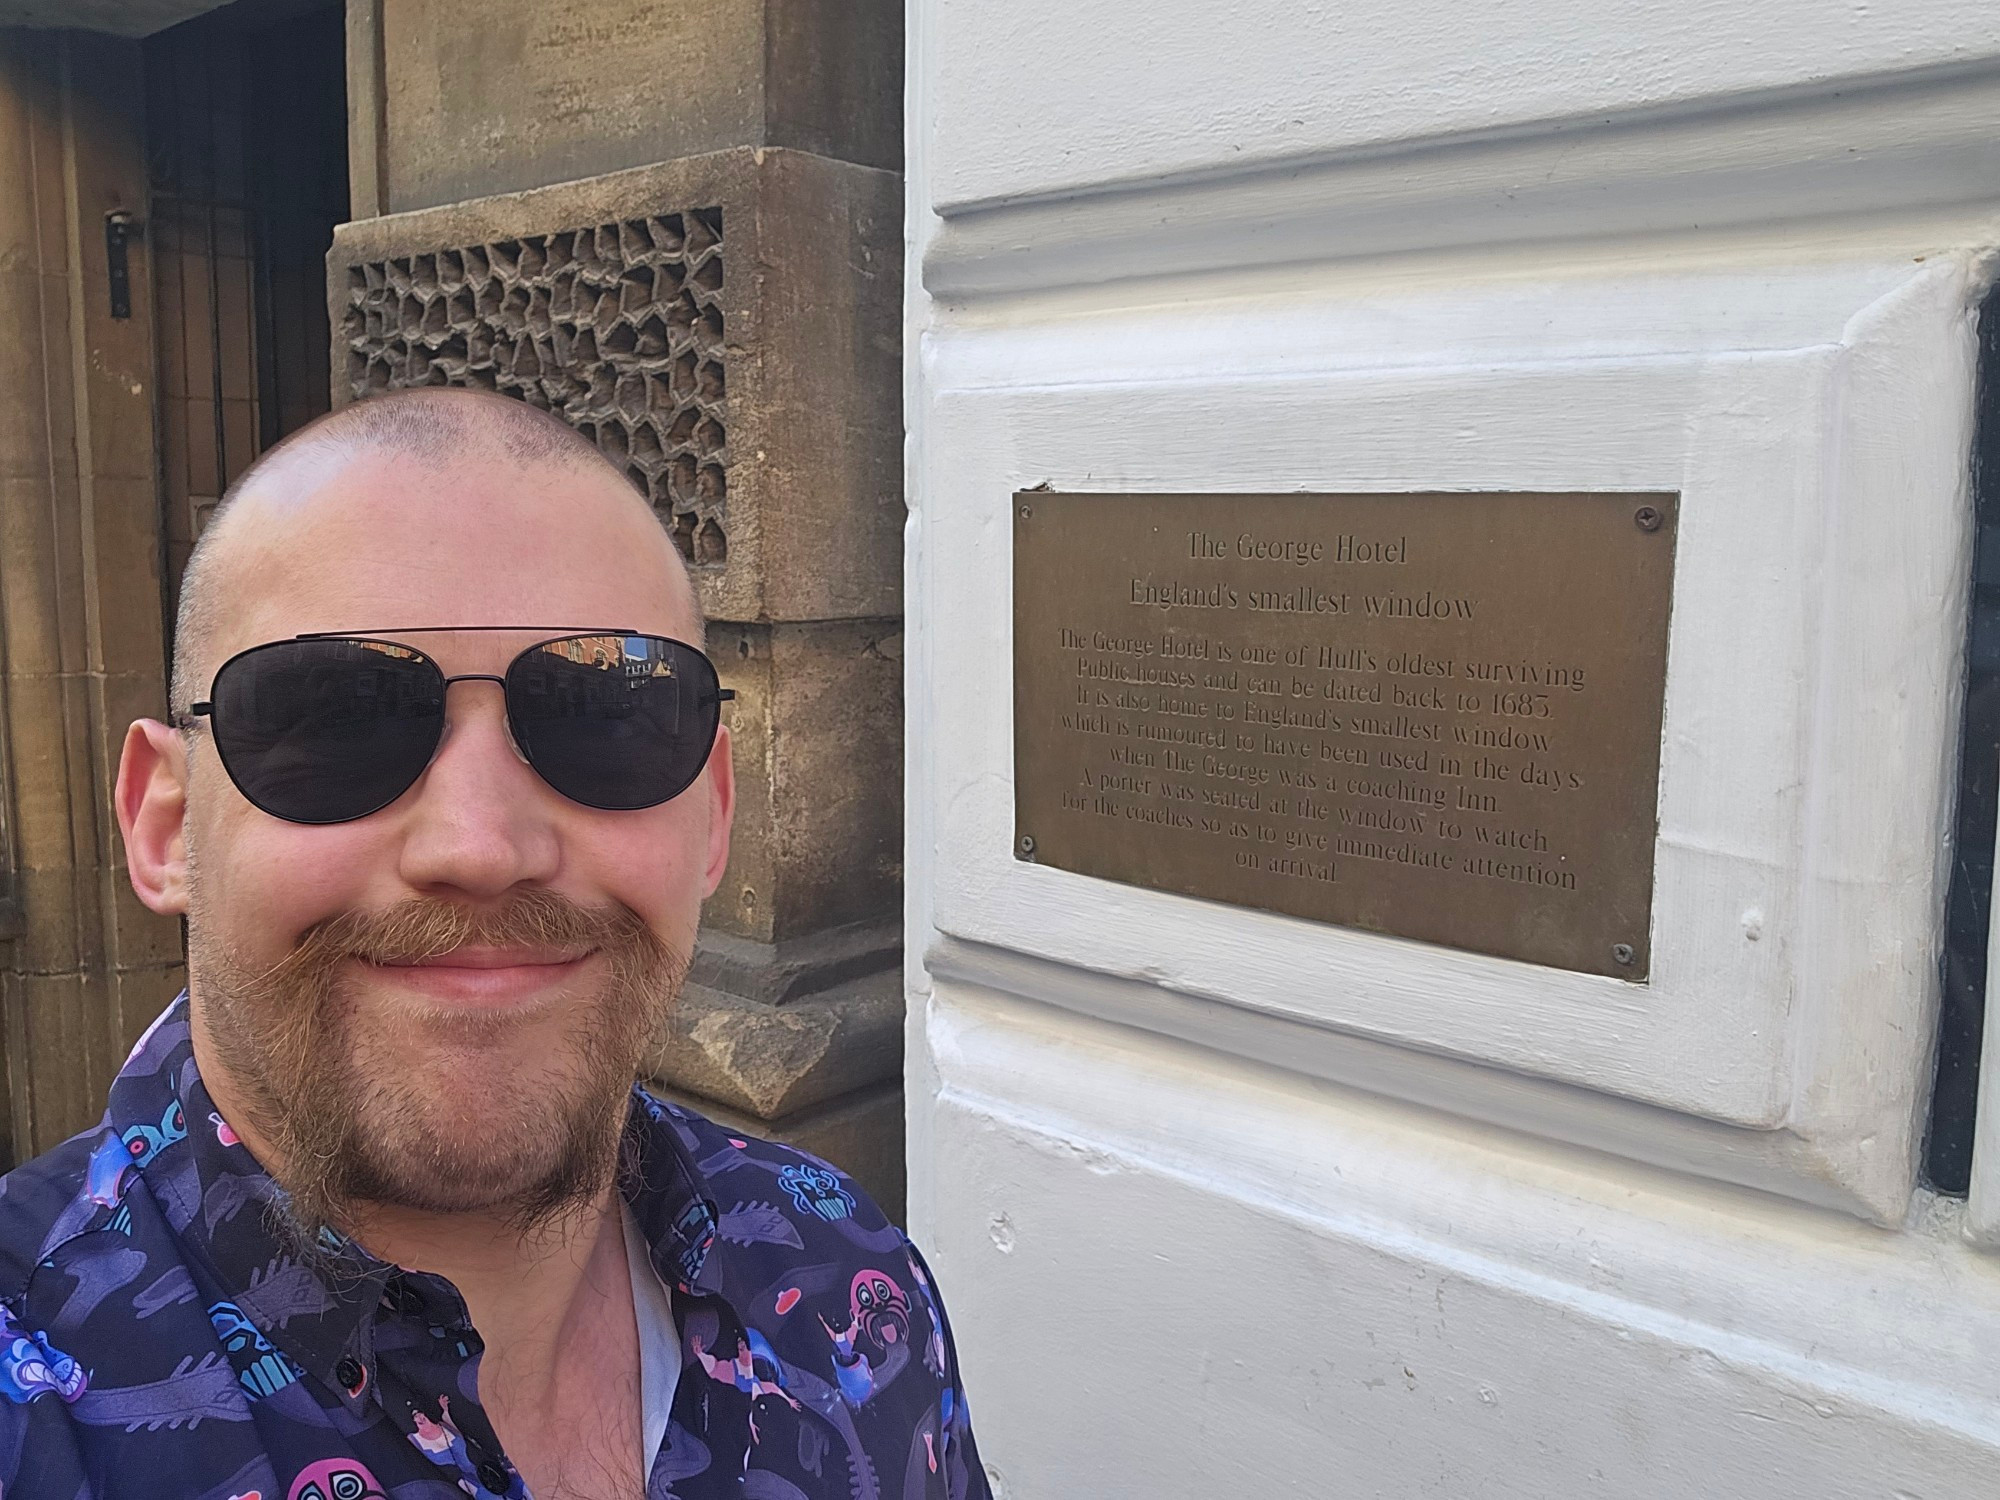 The George Hotel
England's smallest window
The George Hotel is one of Hull's oldest surviving
Public houses and can be dated back to 1683.
It is also home to England's smallest window
which is rumoured to have been used in the days
when The George was a coaching Inn.
A porter was seated at the window to watch
for the coaches so as to give immediate attention
on arrival.